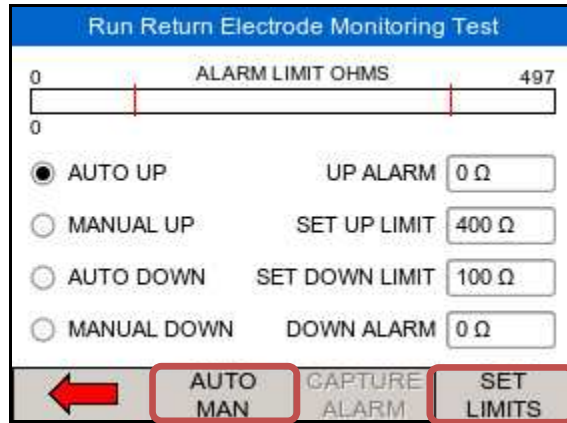 Run Return Electrode Monitoring Test
0 ALARM LIMIT OHMS 497
0
AUTO UP UP ALARM 0 Ω
MANUAL UP SET UP LIMIT 400 Ω
AUTO DOWN SET DOWN LIMIT 100 Ω
MANUAL DOWN DOWN ALARM 0 Ω
AUTO CAPTURE SET
MAN ALARM LIMITS